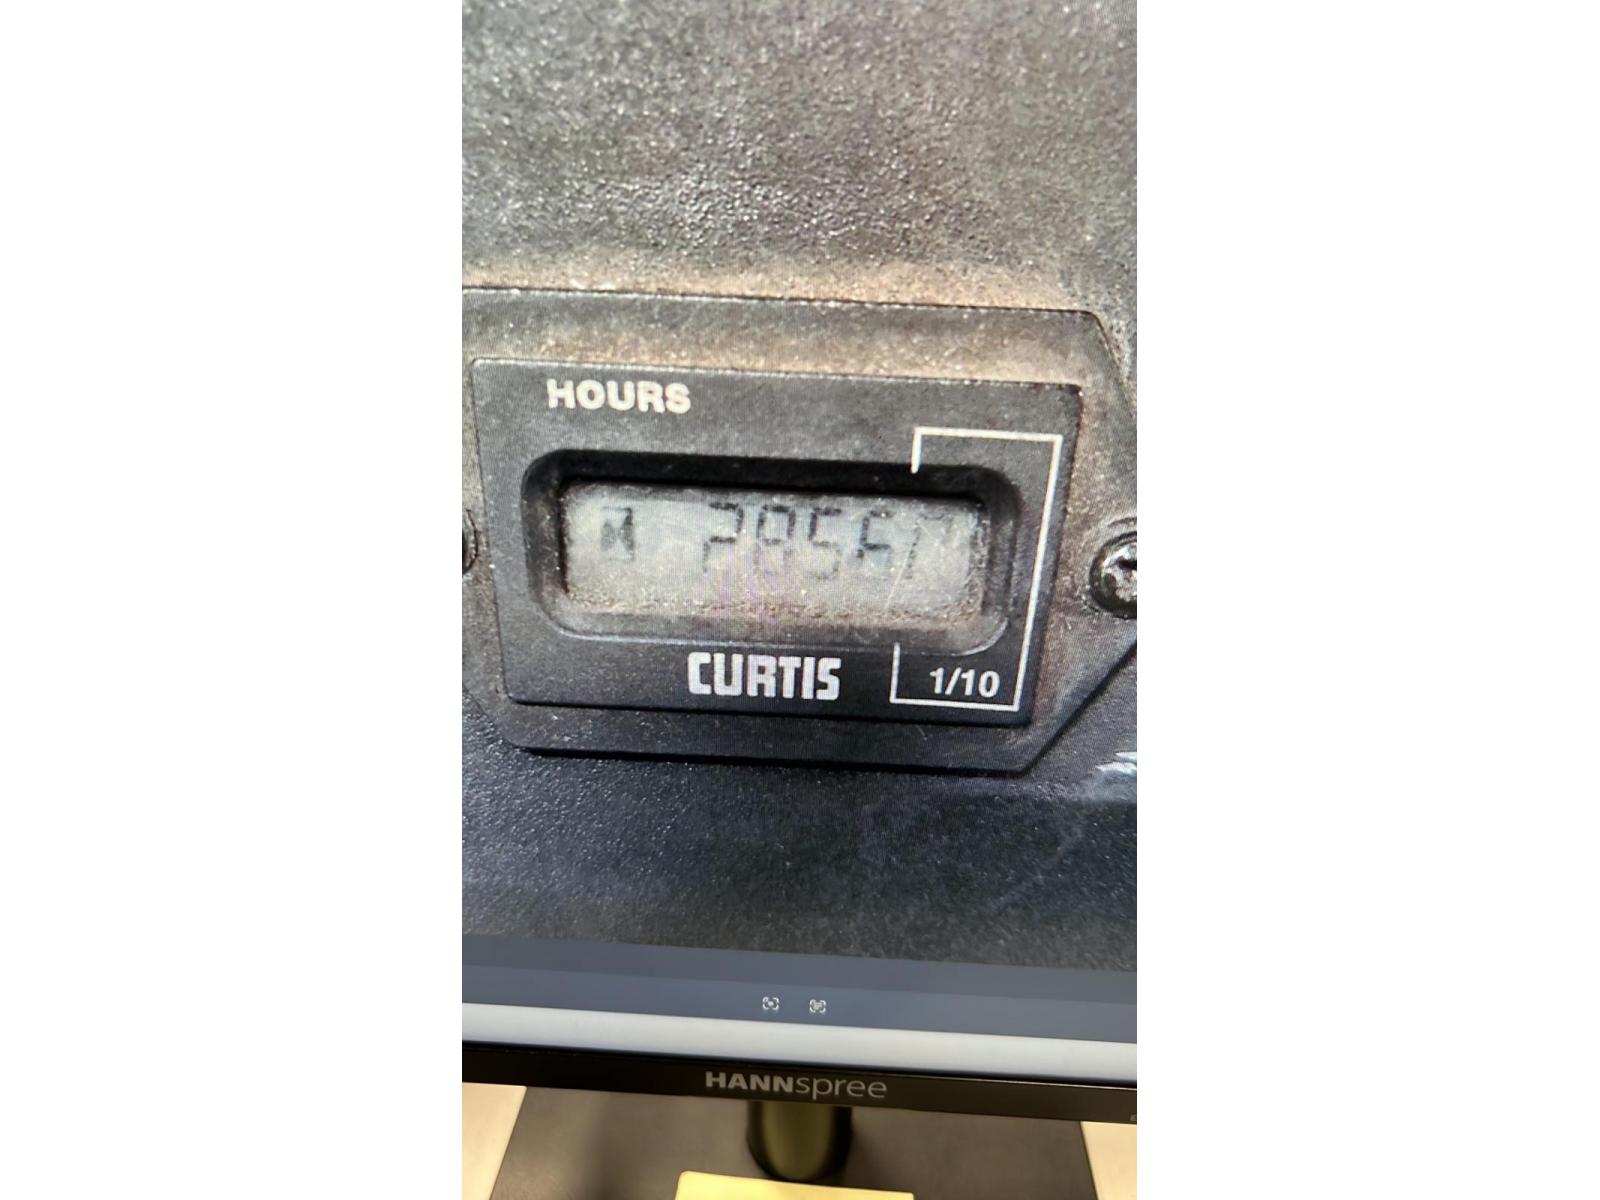 HOURS
2856
CURTIS
1/10
HANNspree